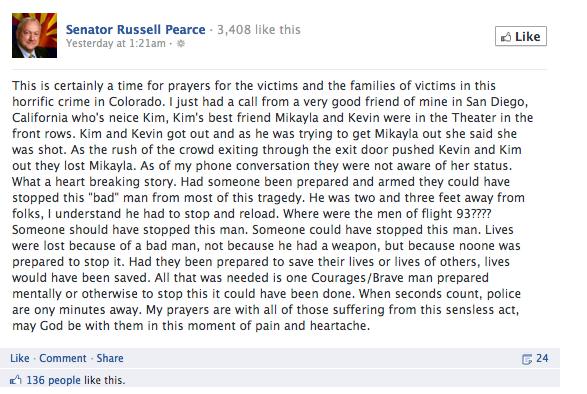 Senator Russell Pearce · 3,408 like this
Yesterday at 1:21am ·
Like
This is certainly a time for prayers for the victims and the families of victims in this
horrific crime in Colorado. I just had a call from a very good friend of mine in San Diego,
California who's neice Kim, Kim's best friend Mikayla and Kevin were in the Theater in the
front rows. Kim and Kevin got out and as he was trying to get Mikayla out she said she
was shot. As the rush of the crowd exiting through the exit door pushed Kevin and Kim
out they lost Mikayla. As of my phone conversation they were not aware of her status.
What a heart breaking story. Had someone been prepared and armed they could have
stopped this "bad" man from most of this tragedy. He was two and three feet away from
folks, I understand he had to stop and reload. Where were the men of flight 93????
Someone should have stopped this man. Someone could have stopped this man. Lives
were lost because of a bad man, not because he had a weapon, but because noone was
prepared to stop it. Had they been prepared to save their lives or lives of others, lives
would have been saved. All that was needed is one Courages/Brave man prepared
mentally or otherwise to stop this it could have been done. When seconds count, police
are ony minutes away. My prayers are with all of those suffering from this sensless act,
may God be with them in this moment of pain and heartache.
Like · Comment · Share 24
136 people like this.